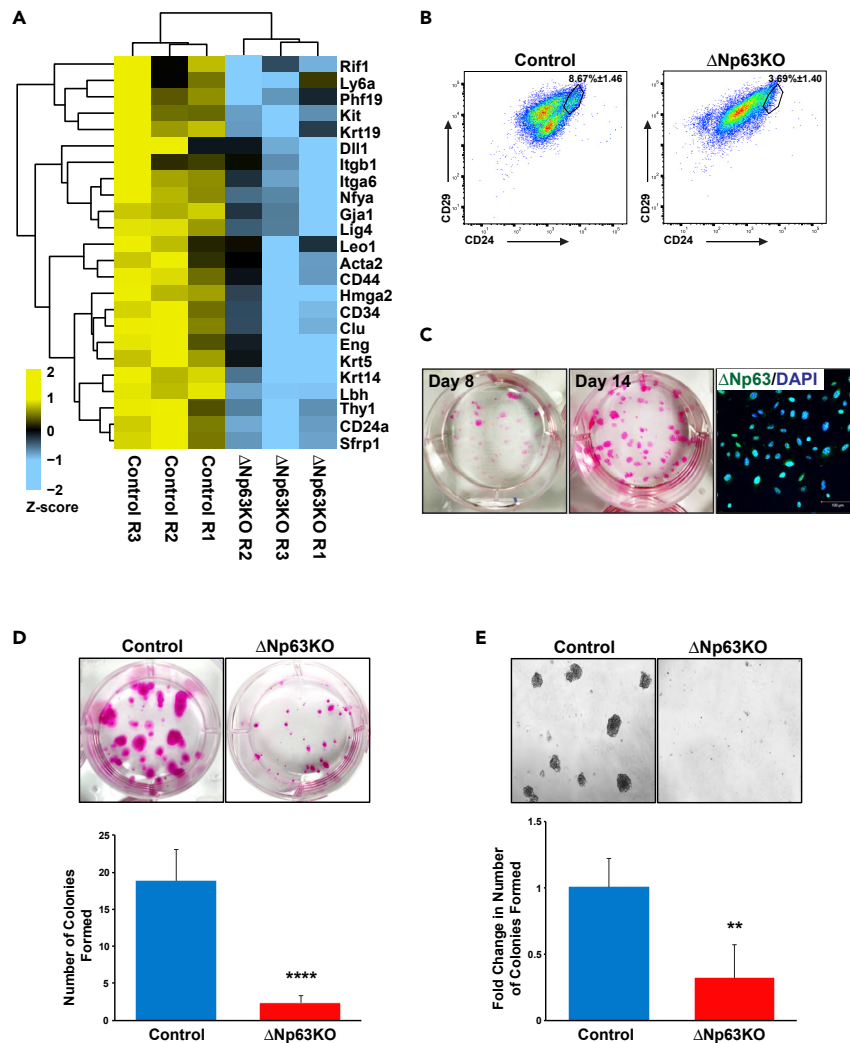 A
Rif1
Ly6a
Phf19
Kit
Krt19
Dll1
Itgb1
Itga6
Nfya
Gja1
Lig4
Leo1
Acta2
CD44
Hmga2
CD34
Clu
Eng
Krt5
Krt14
Lbh
Thy1
CD24a
Sfrp1
2
1
0
−1
−2
Z-score
Control R3
Control R2
Control R1
ΔNp63KO R2
ΔNp63KO R3
ΔNp63KO R1
B
Control
ΔNp63KO
8.67%±1.46
3.69%±1.40
CD29
CD24
CD29
CD24
C
Day 8
Day 14
ΔNp63/DAPI
D
Control
ΔNp63KO
Number of Colonies
Formed
25
20
15
10
5
0
****
Control
ΔNp63KO
E
Control
ΔNp63KO
Fold Change in Number
of Colonies Formed
1.5
1
0.5
0
**
Control
ΔNp63KO